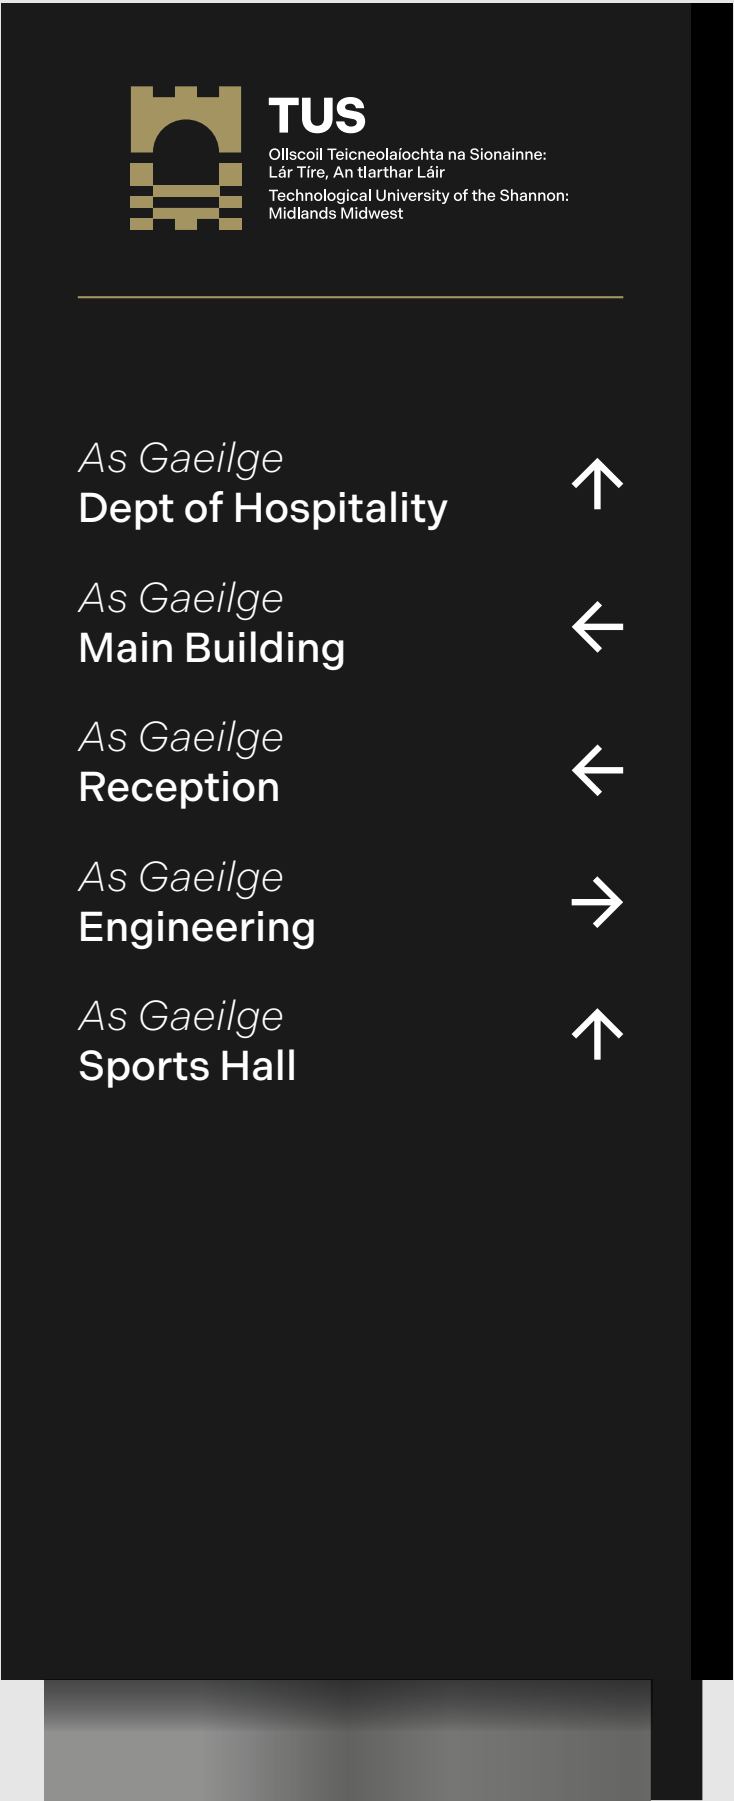 TUS
Ollscoil Teicneolaíochta na Sionainne:
Lár Tíre, An tIarthar Láir
Technological University of the Shannon:
Midlands Midwest
As Gaeilge
Dept of Hospitality
As Gaeilge
Main Building
As Gaeilge
Reception
As Gaeilge
Engineering
As Gaeilge
Sports Hall